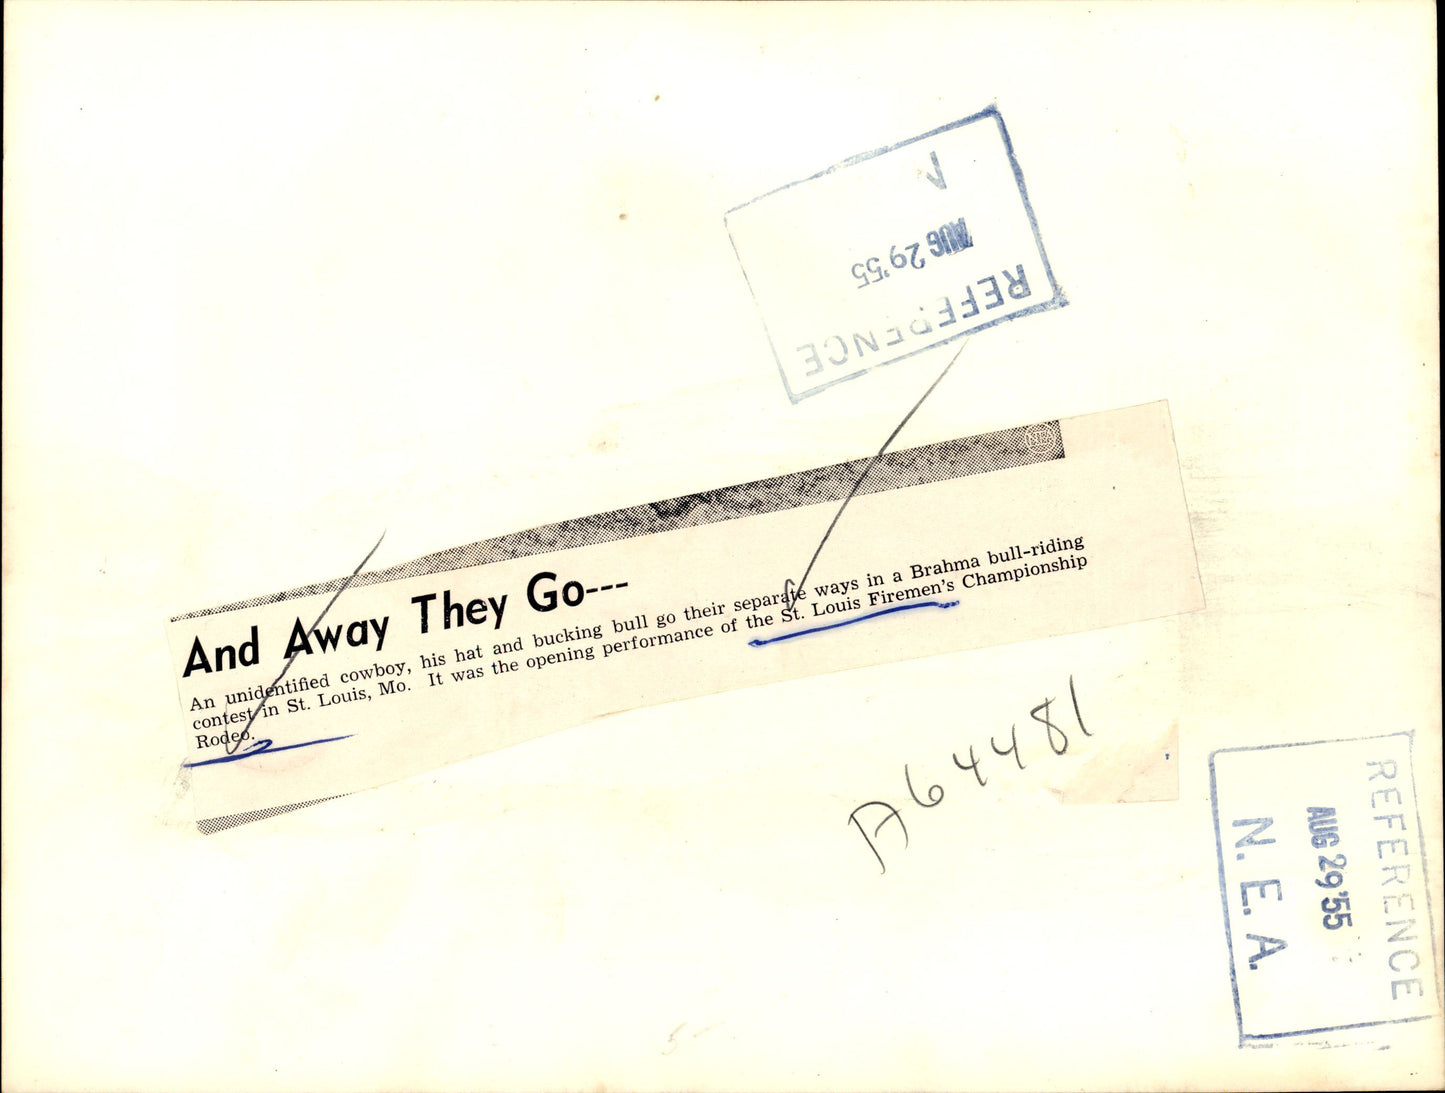 REFERENCE
AUG 29'55
NEA
And Away They Go---
An unidentified cowboy, his hat and bucking bull go their separate ways in a Brahma bull-riding
contest in St. Louis, Mo. It was the opening performance of the St. Louis Firemen's Championship
Rodeo.
A64481
REFERENCE
AUG 29'55
N.E.A.